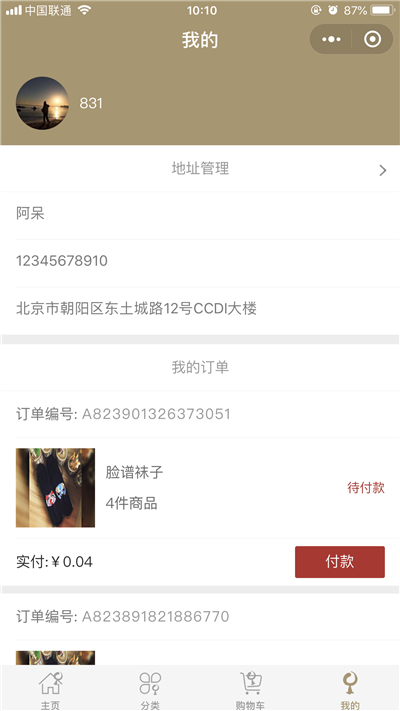 中国联通 10:10 87%
我的
831
地址管理
阿呆
12345678910
北京市朝阳区东土城路12号CCDI大楼
我的订单
订单编号: A823901326373051
脸谱袜子
4件商品
待付款
实付:￥0.04
付款
订单编号: A823891821886770
主页 分类 购物车 我的